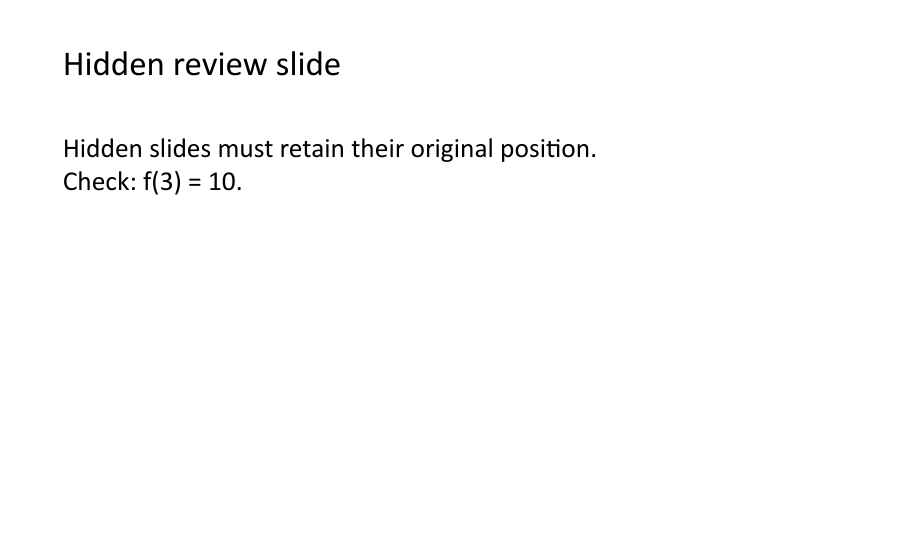 Hidden review slide
Hidden slides must retain their original position.
Check: f(3) = 10.